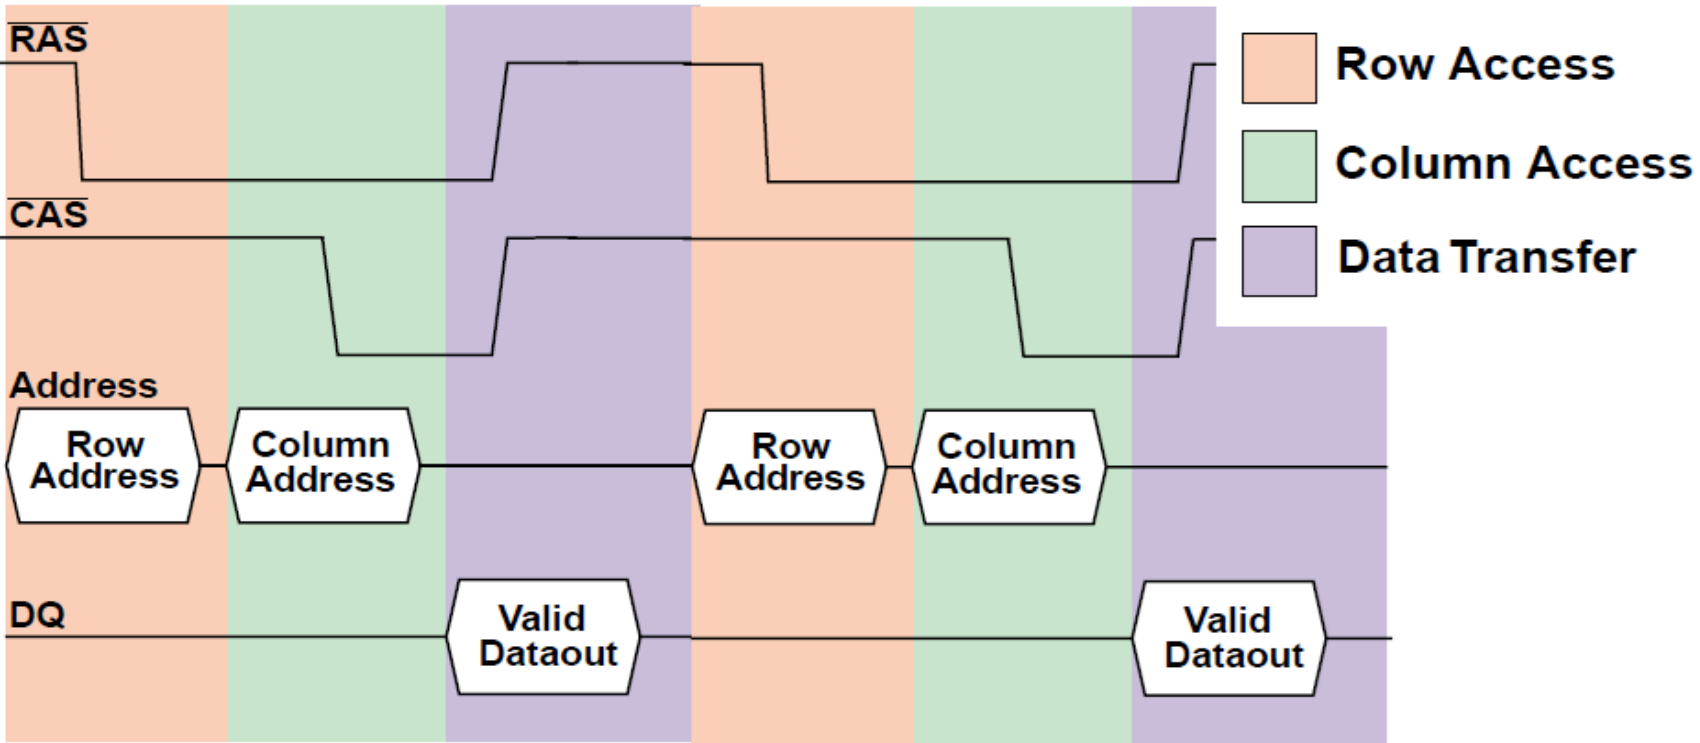 RAS
Row Access
Column Access
CAS
Data Transfer
Address
Row
Address
Column
Address
Row
Address
Column
Address
DQ
Valid
Dataout
Valid
Dataout